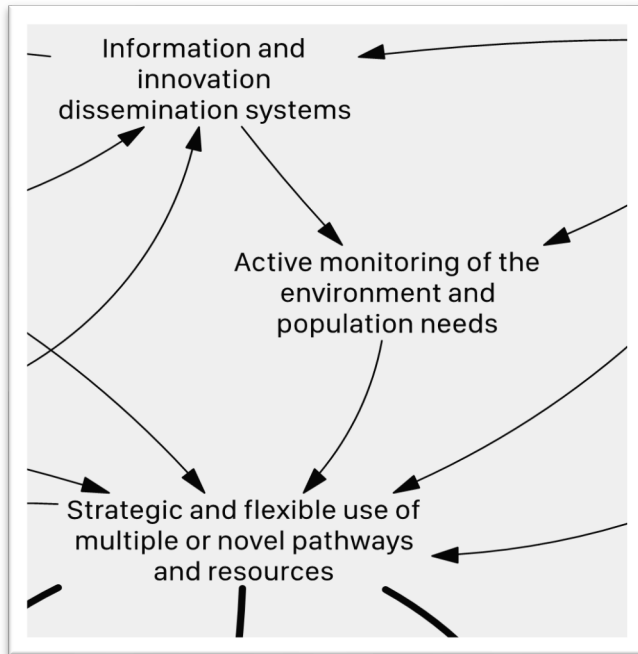 Information and
innovation
dissemination systems
Active monitoring of the
environment and
population needs
Strategic and flexible use of
multiple or novel pathways
and resources